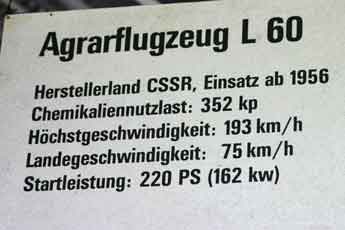 Agrarflugzeug L 60
Herstellerland CSSR, Einsatz ab 1956
Chemikaliennutzlast: 352 kp
Höchstgeschwindigkeit: 193 km/h
Landegeschwindigkeit: 75 km/h
Startleistung: 220 PS (162 kw)